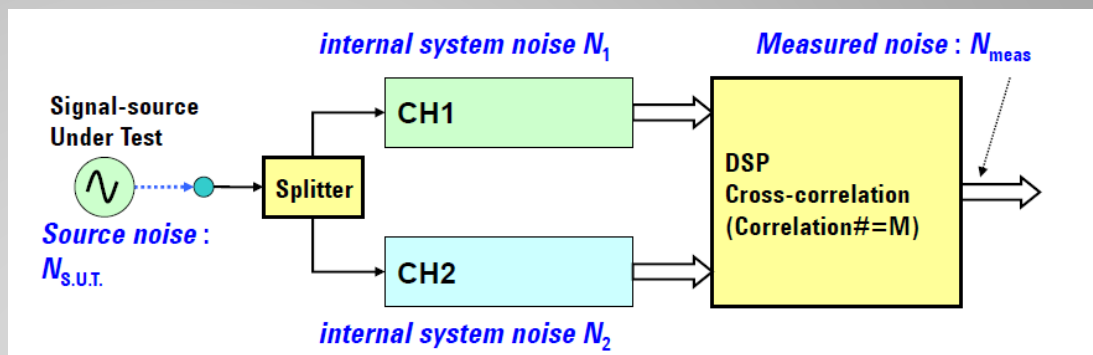 internal system noise N1
Measured noise : Nmeas
Signal-source
Under Test
CH1
Splitter
DSP
Cross-correlation
(Correlation#=M)
Source noise :
NS.U.T.
CH2
internal system noise N2